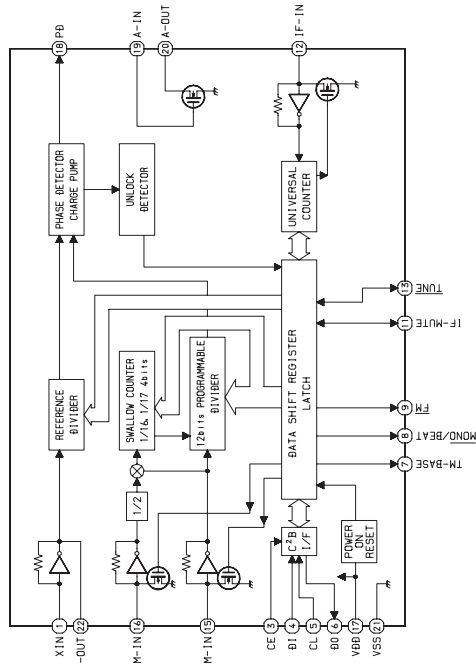 PD
18
A-IN
19
A-OUT
20
IF-IN
12
PHASE DETECTOR
CHARGE PUMP
UNLOCK
DETECTOR
UNIVERSAL
COUNTER
REFERENCE
DIVIDER
SWALLOW COUNTER
1/16, 1/17 4bits
12bits PROGRAMMABLE
DIVIDER
DATA SHIFT REGISTER
LATCH
1/2
C²B
I/F
POWER
ON
RESET
XIN
1
-OUT
22
M-IN
16
M-IN
15
CE
3
DI
4
CL
5
DO
6
VDD
17
VSS
21
TUNE
13
IF-MUTE
11
FM
9
MONO/BEAT
8
TM-BASE
7